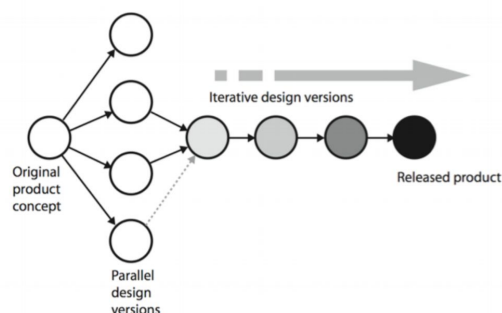 Iterative design versions
Original
product
concept
Released product
Parallel
design
versions